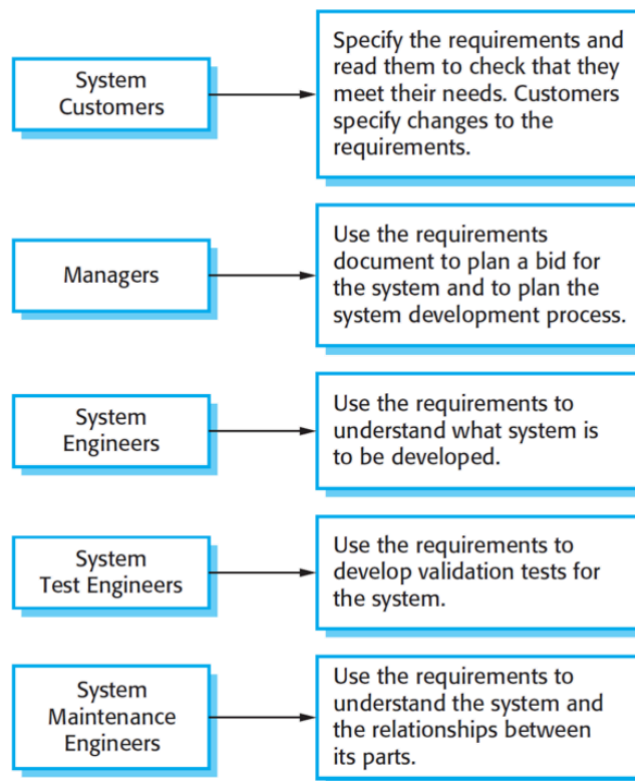 System
Customers
Specify the requirements and
read them to check that they
meet their needs. Customers
specify changes to the
requirements.
Managers
Use the requirements
document to plan a bid for
the system and to plan the
system development process.
System
Engineers
Use the requirements to
understand what system is
to be developed.
System
Test Engineers
Use the requirements to
develop validation tests for
the system.
System
Maintenance
Engineers
Use the requirements to
understand the system and
the relationships between
its parts.